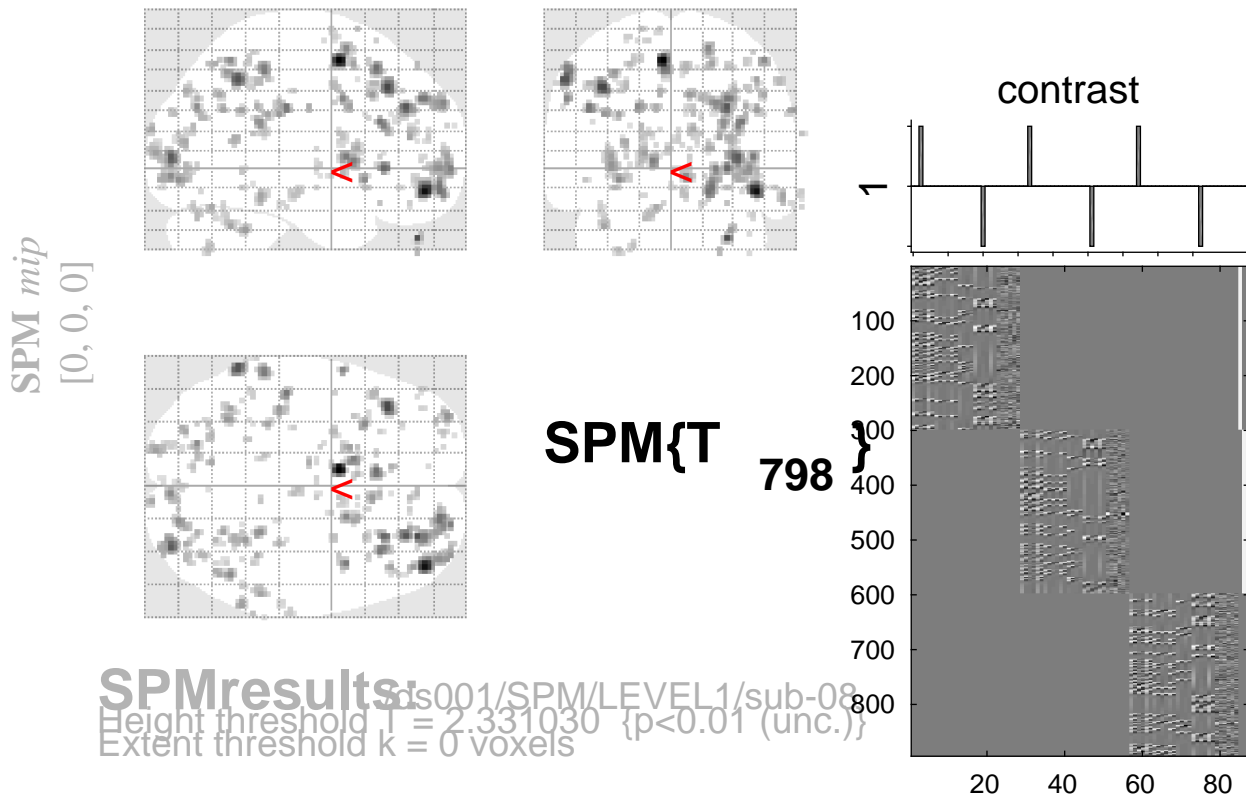 contrast
1
SPM mip
[0, 0, 0]
<
<
<
SPM{T
798
}
100
200
300
400
500
600
700
800
20 40 60 80
SPMresults: /ds001/SPM/LEVEL1/sub-08
Height threshold T = 2.331030 {p<0.01 (unc.)}
Extent threshold k = 0 voxels